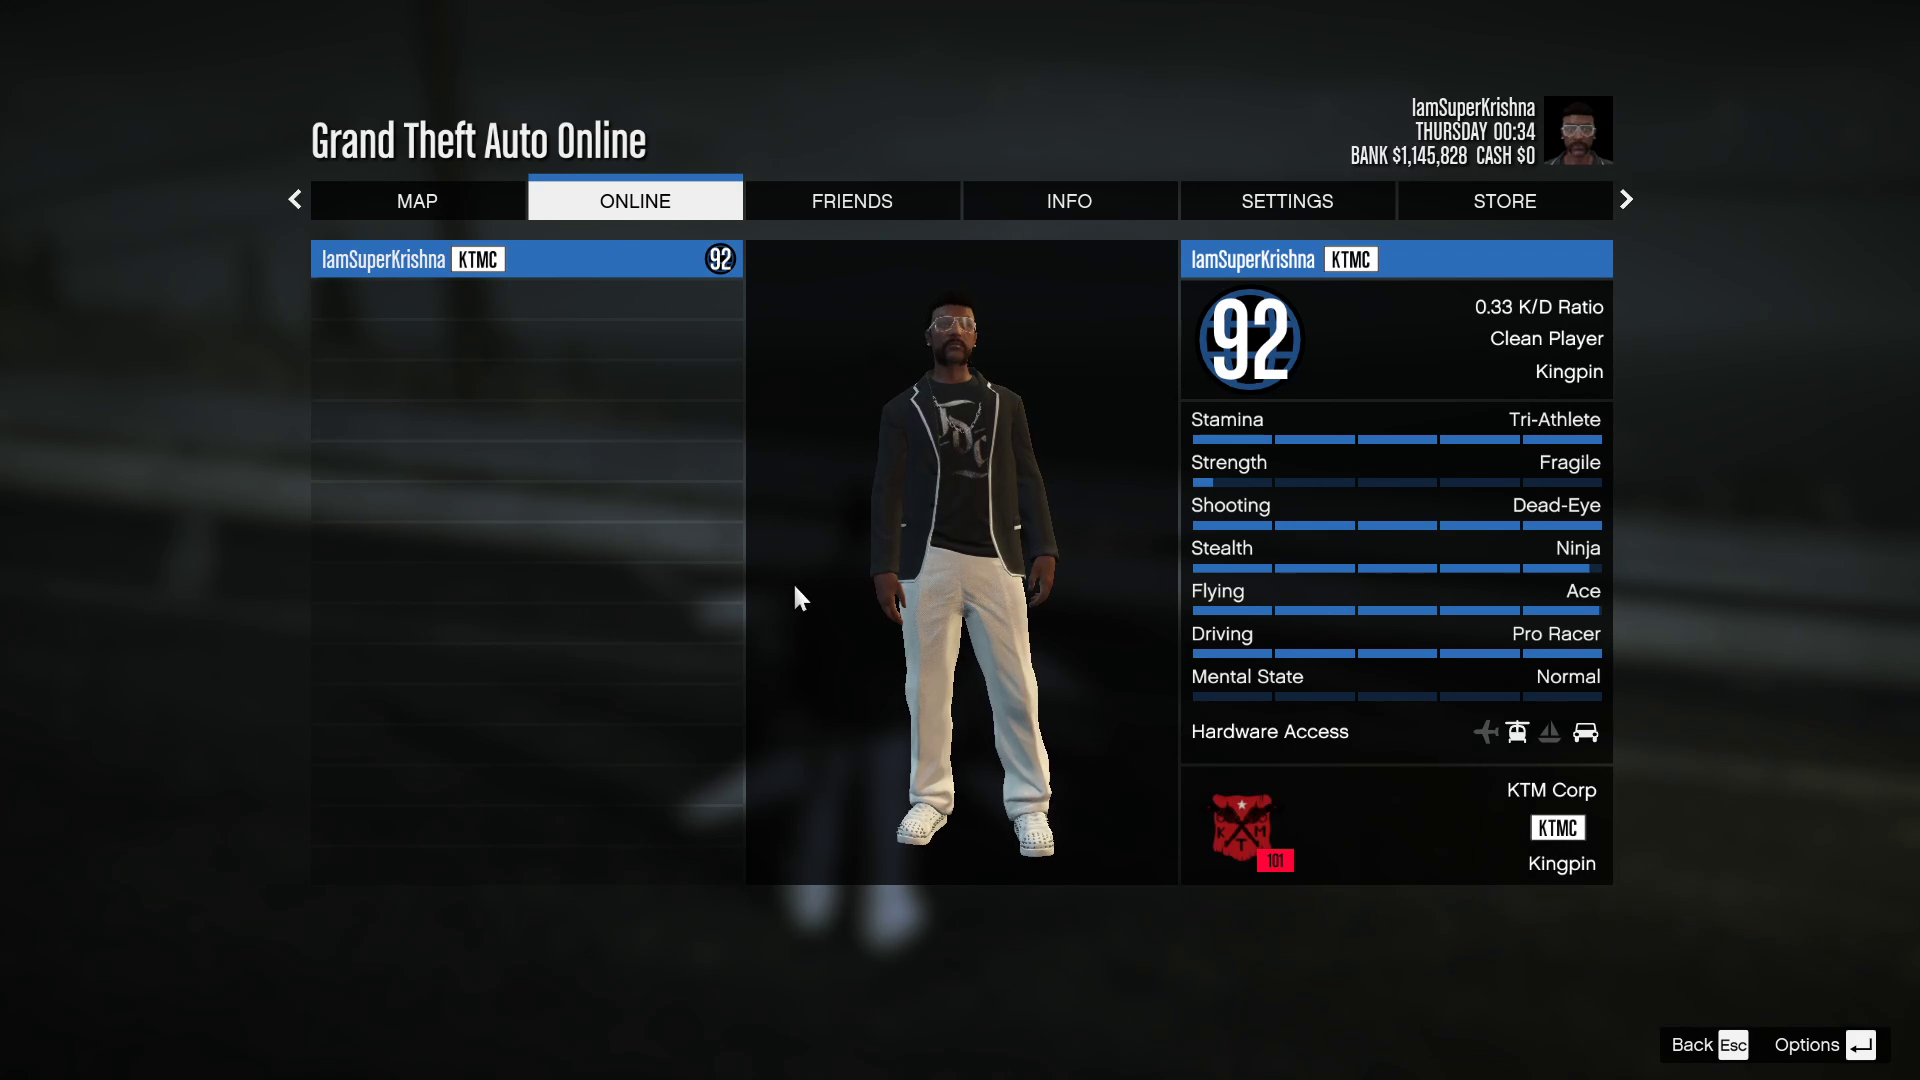 Grand Theft Auto Online
IamSuperKrishna
THURSDAY 00:34
BANK $1,145,828 CASH $0
MAP
ONLINE
FRIENDS
INFO
SETTINGS
STORE
IamSuperKrishna KTMC 92
IamSuperKrishna KTMC
92
0.33 K/D Ratio
Clean Player
Kingpin
Stamina Tri-Athlete
Strength Fragile
Shooting Dead-Eye
Stealth Ninja
Flying Ace
Driving Pro Racer
Mental State Normal
Hardware Access
K M
T
101
KTM Corp
KTMC
Kingpin
Back Esc Options